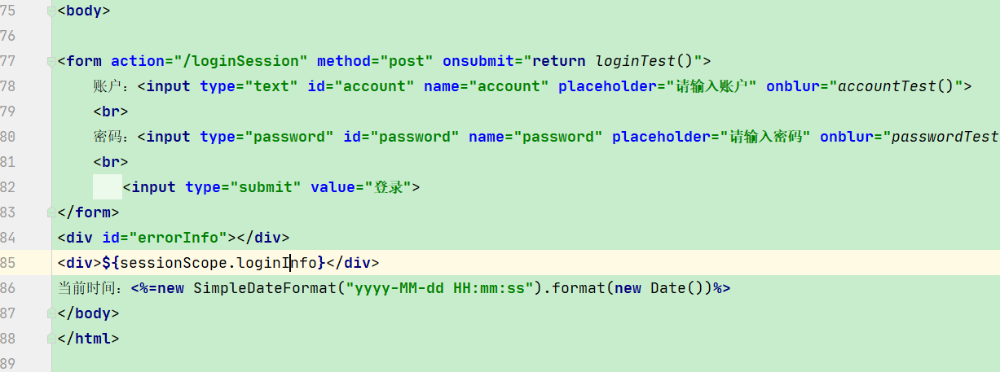 75 <body>
76
77 <form action="/loginSession" method="post" onsubmit="return loginTest()">
78 账户：<input type="text" id="account" name="account" placeholder="请输入账户" onblur="accountTest()">
79 <br>
80 密码：<input type="password" id="password" name="password" placeholder="请输入密码" onblur="passwordTest
81 <br>
82 <input type="submit" value="登录">
83 </form>
84 <div id="errorInfo"></div>
85 <div>${sessionScope.loginInfo}</div>
86 当前时间：<%=new SimpleDateFormat("yyyy-MM-dd HH:mm:ss").format(new Date())%>
87 </body>
88 </html>
89